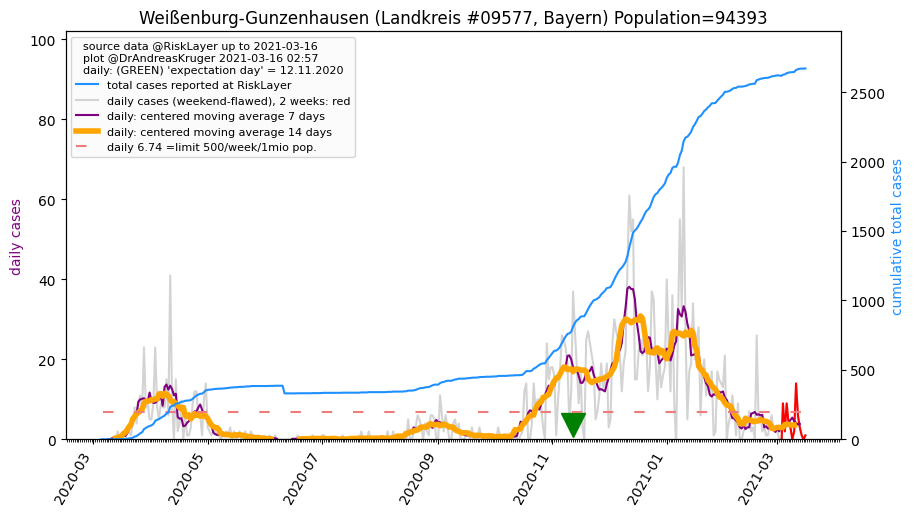 Weißenburg-Gunzenhausen (Landkreis #09577, Bayern) Population=94393
source data @RiskLayer up to 2021-03-16
plot @DrAndreasKruger 2021-03-16 02:57
daily: (GREEN) 'expectation day' = 12.11.2020
total cases reported at RiskLayer
daily cases (weekend-flawed), 2 weeks: red
daily: centered moving average 7 days
daily: centered moving average 14 days
daily 6.74 =limit 500/week/1mio pop.
daily cases
100
80
60
40
20
0
cumulative total cases
2500
2000
1500
1000
500
0
2020-03
2020-05
2020-07
2020-09
2020-11
2021-01
2021-03